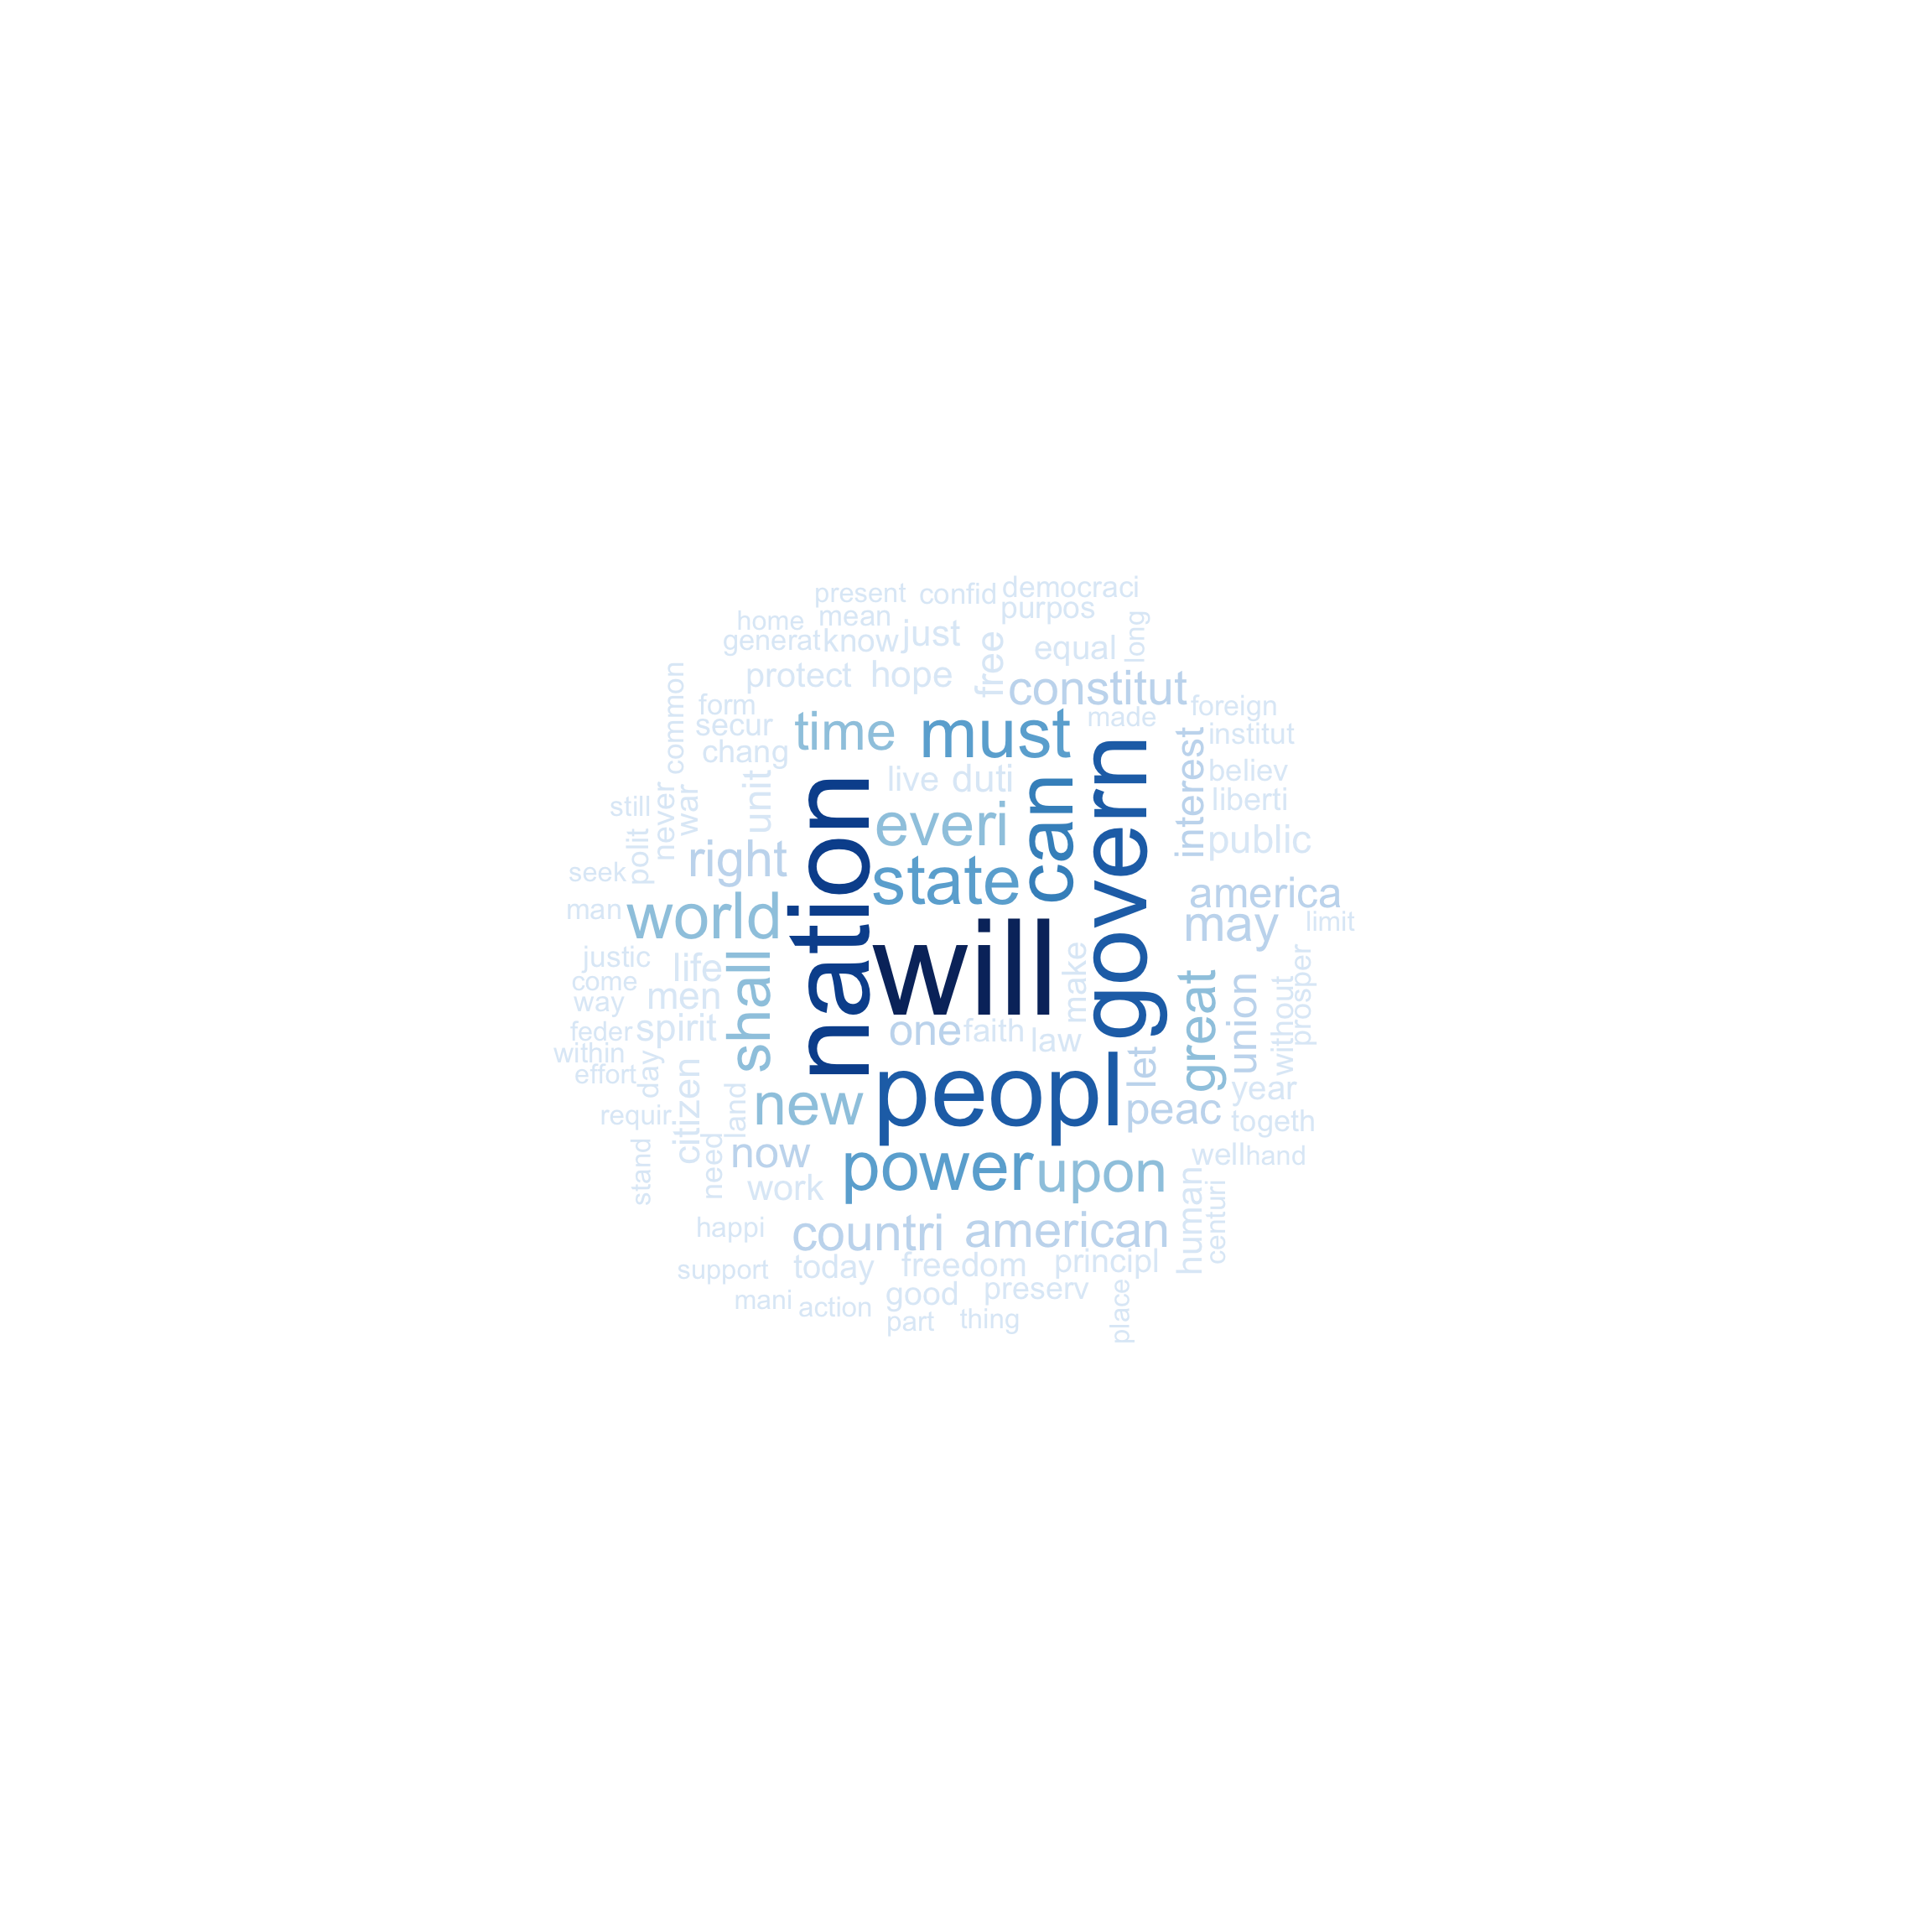 present
confid
democraci
home
mean
purpos
long
generat
know
just
free
equal
common
protect
hope
constitut
form
secur
chang
time
must
made
foreign
institut
interest
still
never
war
unit
live
duti
can
govern
believ
liberti
polit
right
nation
everi
public
seek
man
world
state
america
may
limit
justic
come
way
life
men
shall
will
make
great
union
without
prosper
feder
spirit
one
faith
law
within
effort
day
citizen
land
new
peopl
let
peac
year
togeth
requir
stand
need
now
work
power
upon
well
hand
human
centuri
happi
countri
american
support
today
freedom
principl
mani
action
good
preserv
part
thing
place